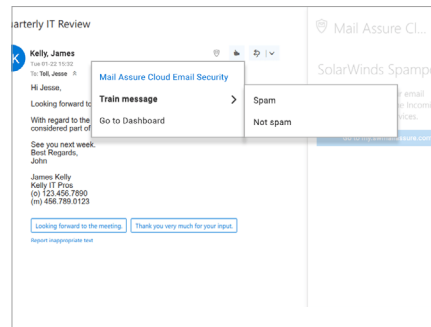 arterly IT Review
Mail Assure Cl...
K
Kelly, James
Tue 01-22 15:32
To: Toll, Jesse
SolarWinds Spamp
Mail Assure Cloud Email Security
Hi Jesse,
Train message
Spam
r email
Looking forward to
Incomi
With regard to the
Go to Dashboard
Not spam
vices.
considered part of
assure.com
See you next week.
Best Regards,
John
James Kelly
Kelly IT Pros
(o) 123.456.7890
(m) 456.789.0123
Looking forward to the meeting.
Thank you very much for your input.
Report inappropriate text